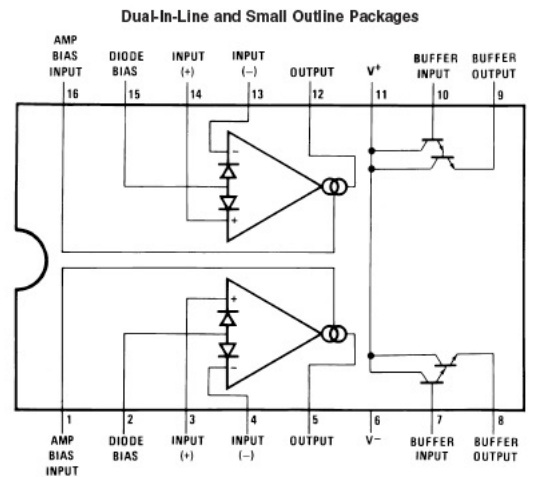 Dual-In-Line and Small Outline Packages
AMP
BIAS
INPUT
DIODE
BIAS
INPUT
(+)
INPUT
(−)
OUTPUT
V+
BUFFER
INPUT
BUFFER
OUTPUT
16
15
14
13
12
11
10
9
−
+
+
−
1
2
3
4
5
6
7
8
AMP
BIAS
INPUT
DIODE
BIAS
INPUT
(+)
INPUT
(−)
OUTPUT
V−
BUFFER
INPUT
BUFFER
OUTPUT